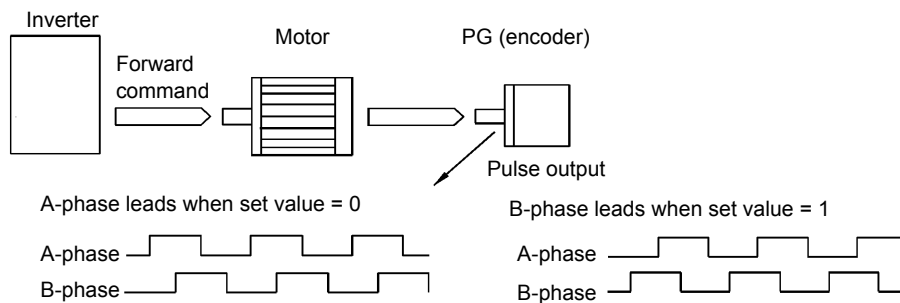 Inverter
Motor
PG (encoder)
Forward
command
Pulse output
A-phase leads when set value = 0
B-phase leads when set value = 1
A-phase
B-phase
A-phase
B-phase